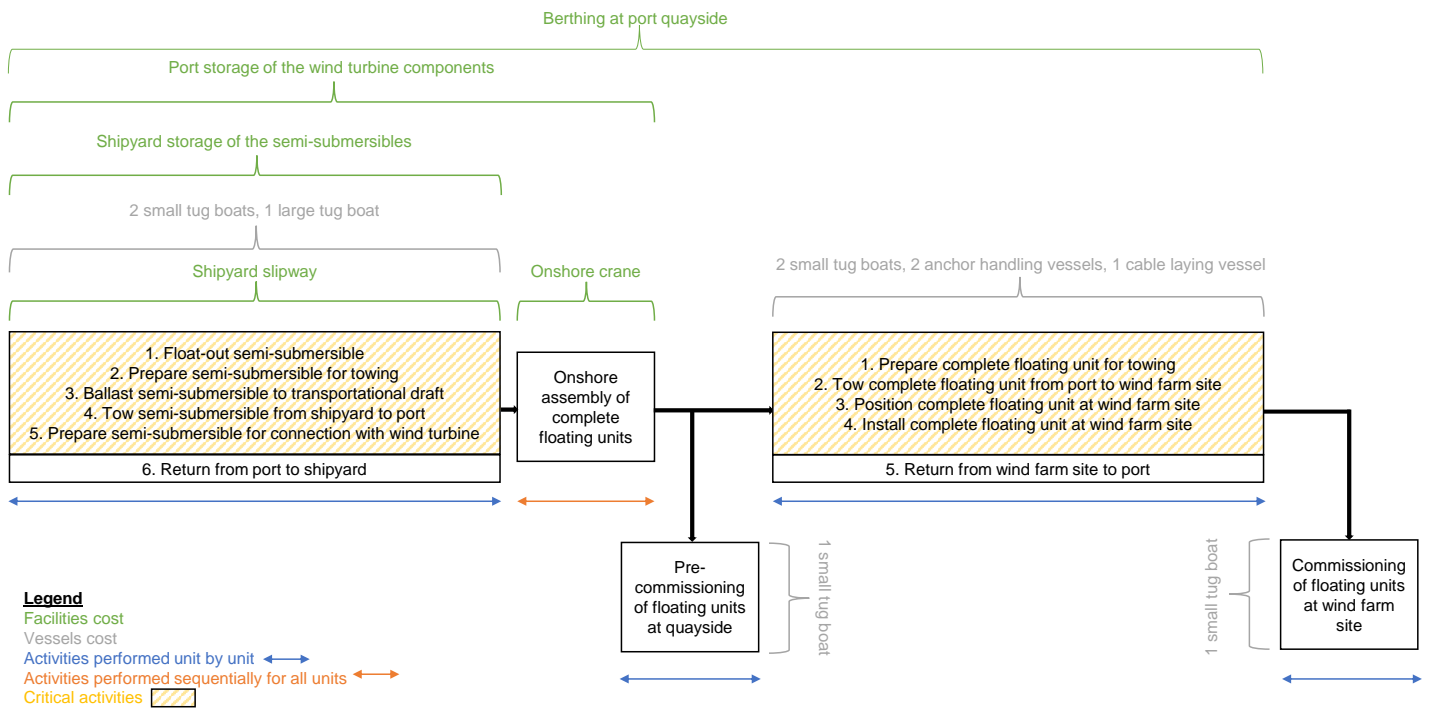 Berthing at port quayside
Port storage of the wind turbine components
Shipyard storage of the semi-submersibles
2 small tug boats, 1 large tug boat
Shipyard slipway
Onshore crane
2 small tug boats, 2 anchor handling vessels, 1 cable laying vessel
1. Float-out semi-submersible
2. Prepare semi-submersible for towing
3. Ballast semi-submersible to transportational draft
4. Tow semi-submersible from shipyard to port
5. Prepare semi-submersible for connection with wind turbine
6. Return from port to shipyard
Onshore
assembly of
complete
floating units
1. Prepare complete floating unit for towing
2. Tow complete floating unit from port to wind farm site
3. Position complete floating unit at wind farm site
4. Install complete floating unit at wind farm site
5. Return from wind farm site to port
Pre-
commissioning
of floating units
at quayside
1 small tug boat
1 small tug boat
Commissioning
of floating units
at wind farm
site
Legend
Facilities cost
Vessels cost
Activities performed unit by unit
Activities performed sequentially for all units
Critical activities